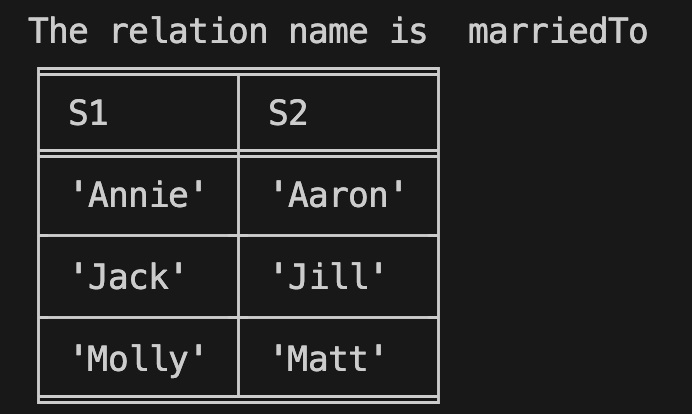 The relation name is  marriedTo
S1 S2
'Annie' 'Aaron'
'Jack' 'Jill'
'Molly' 'Matt'